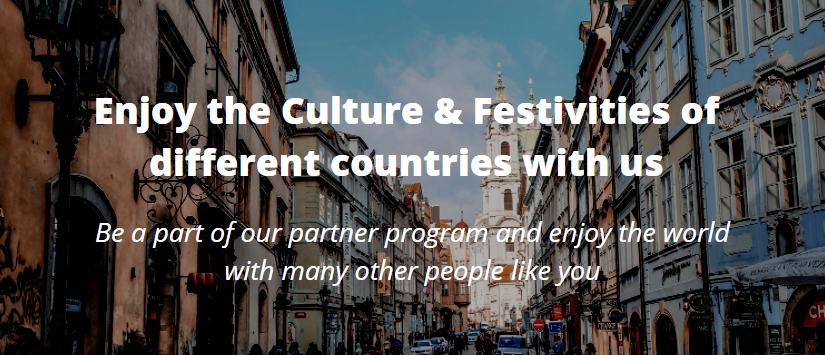 Enjoy the Culture & Festivities of
different countries with us
Be a part of our partner program and enjoy the world
with many other people like you